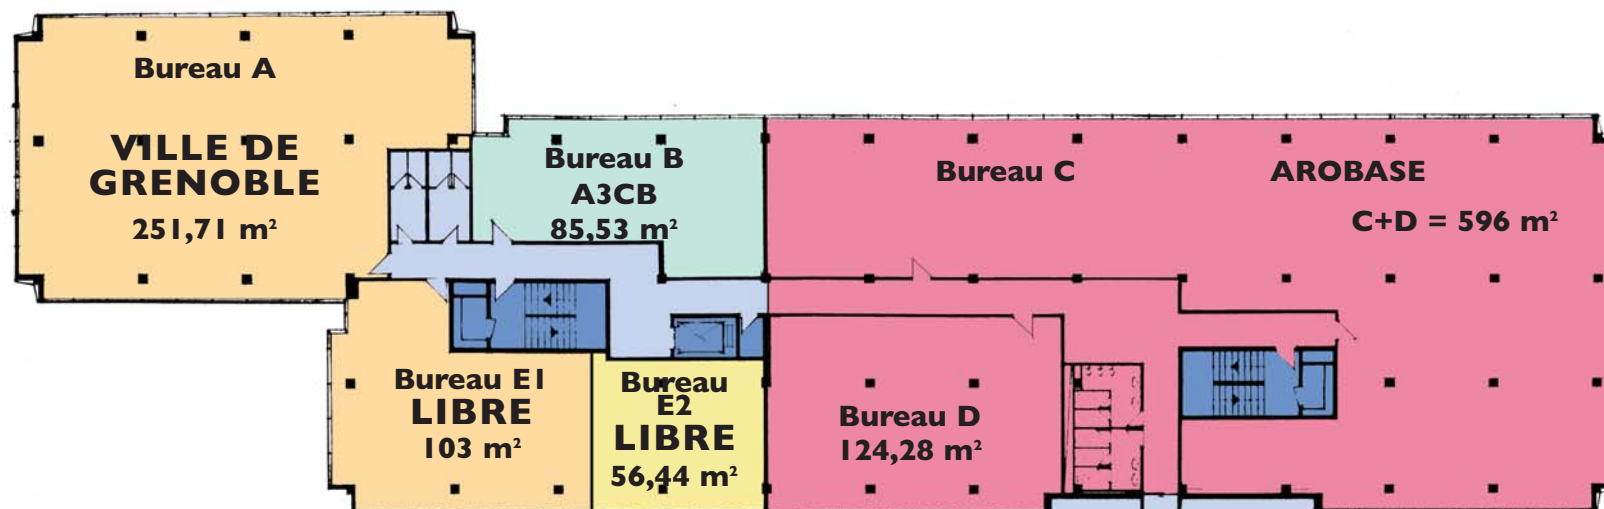 Bureau A
VILLE DE
GRENOBLE
251,71 m²
Bureau B
A3CB
85,53 m²
Bureau C
AROBASE
C+D = 596 m²
Bureau E1
LIBRE
103 m²
Bureau
E2
LIBRE
56,44 m²
Bureau D
124,28 m²